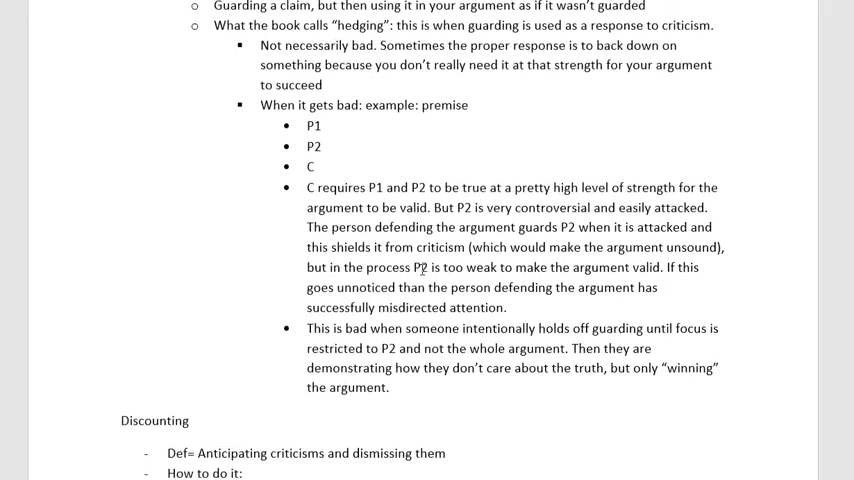 o Guarding a claim, but then using it in your argument as if it wasn't guarded
o What the book calls “hedging”: this is when guarding is used as a response to criticism.
▪ Not necessarily bad. Sometimes the proper response is to back down on
something because you don't really need it at that strength for your argument
to succeed
▪ When it gets bad: example: premise
• P1
• P2
• C
• C requires P1 and P2 to be true at a pretty high level of strength for the
argument to be valid. But P2 is very controversial and easily attacked.
The person defending the argument guards P2 when it is attacked and
this shields it from criticism (which would make the argument unsound),
but in the process P2 is too weak to make the argument valid. If this
goes unnoticed than the person defending the argument has
successfully misdirected attention.
• This is bad when someone intentionally holds off guarding until focus is
restricted to P2 and not the whole argument. Then they are
demonstrating how they don't care about the truth, but only “winning”
the argument.
Discounting
- Def= Anticipating criticisms and dismissing them
- How to do it: